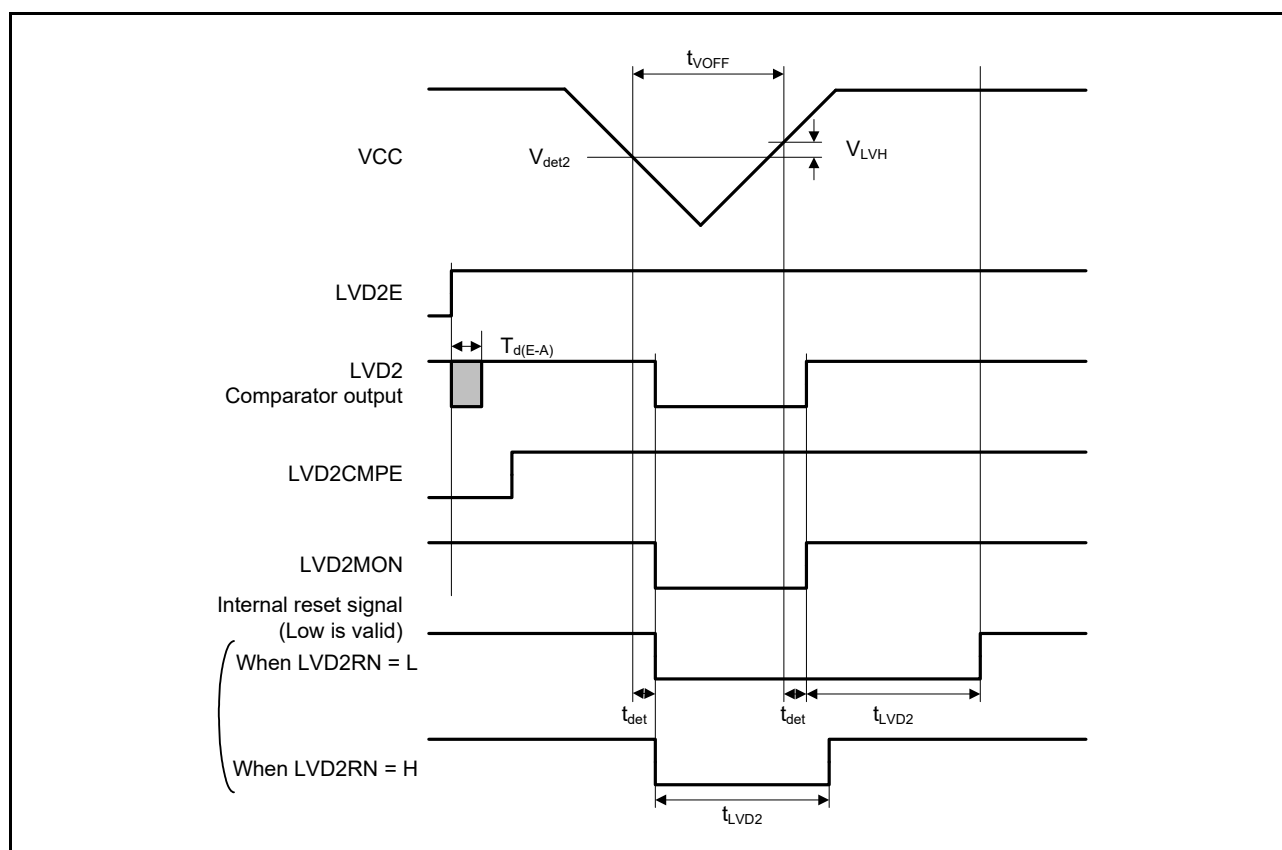 tVOFF
VCC
Vdet2
VLVH
LVD2E
Td(E-A)
LVD2
Comparator output
LVD2CMPE
LVD2MON
Internal reset signal
(Low is valid)
When LVD2RN = L
tdet
tdet
tLVD2
When LVD2RN = H
tLVD2